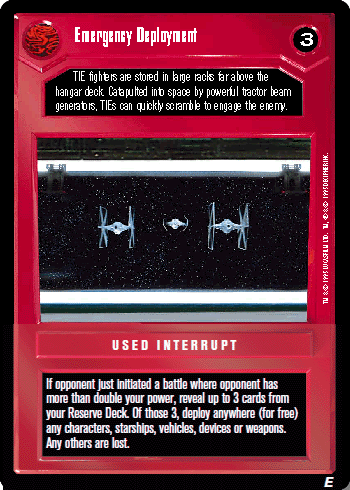 Emergency Deployment
3
TIE fighters are stored in large racks far above the
hangar deck. Catapulted into space by powerful tractor beam
generators, TIEs can quickly scramble to engage the enemy.
USED INTERRUPT
If opponent just initiated a battle where opponent has
more than double your power, reveal up to 3 cards from
your Reserve Deck. Of those 3, deploy anywhere (for free)
any characters, starships, vehicles, devices or weapons.
Any others are lost.
E